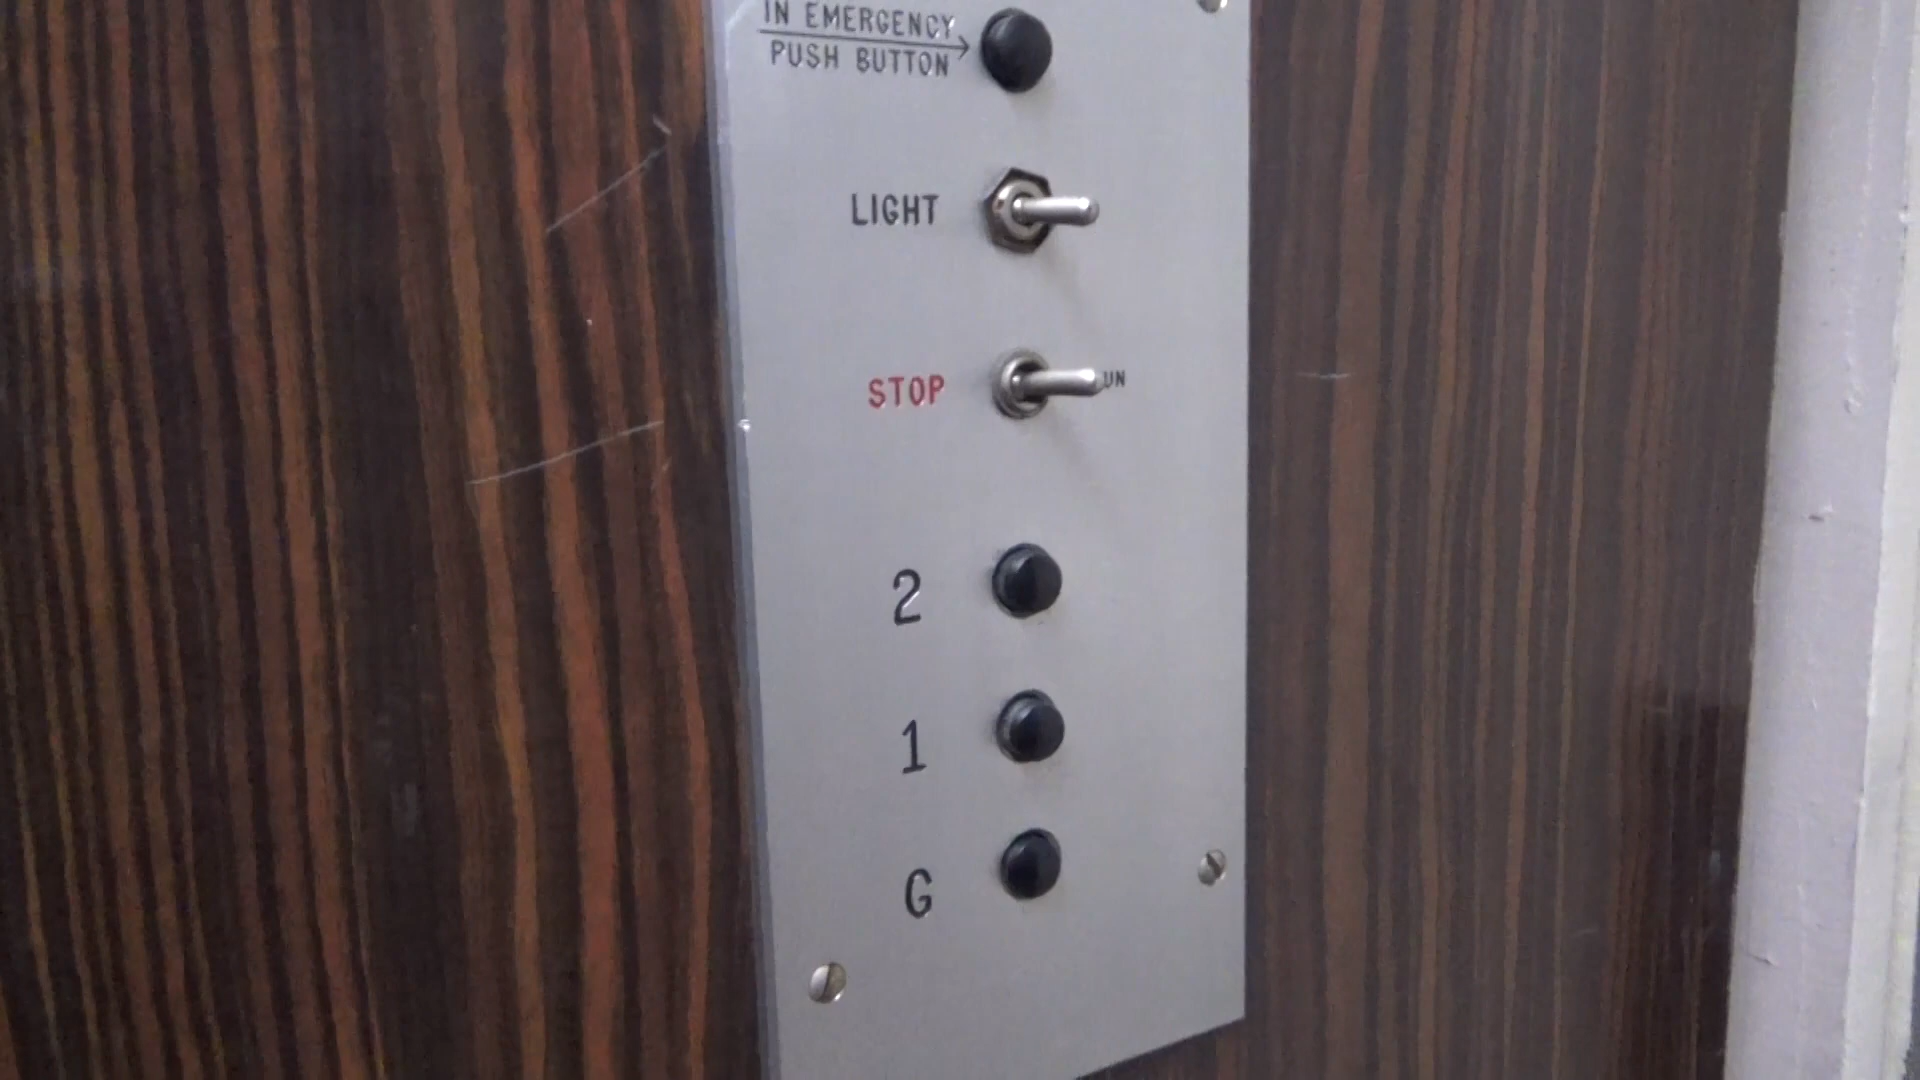 IN EMERGENCY
PUSH BUTTON
LIGHT
STOP
2
1
G